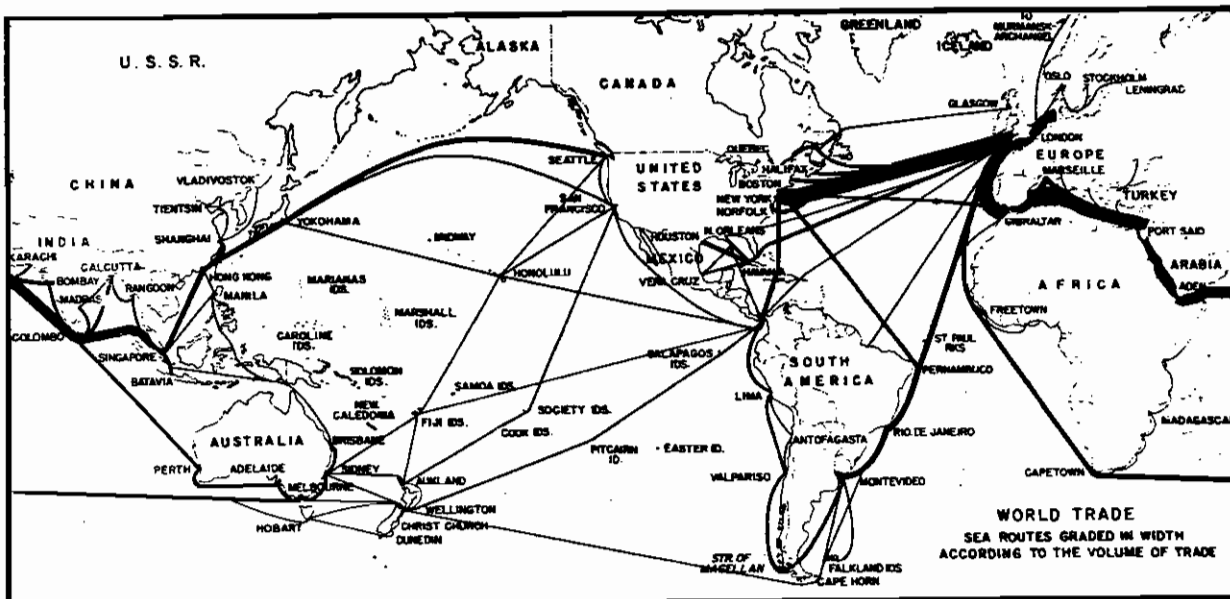 U.S.S.R.
ALASKA
CANADA
GREENLAND
ICELAND
TO
MURMANSK-
ARCHANGEL
OSLO
STOCKHOLM
LENINGRAD
GLASGOW
LONDON
EUROPE
MARSEILLE
TURKEY
GIBRALTAR
PORT SAID
ARABIA
ADEN
CHINA
VLADIVOSTOK
TIENTSIN
SHANGHAI
YOKOHAMA
SEATTLE
UNITED
STATES
SAN
FRANCISCO
QUEBEC
HALIFAX
BOSTON
NEW YORK
NORFOLK
HOUSTON
N. ORLEANS
MEXICO
VERA CRUZ
HAVANA
INDIA
KARACHI
CALCUTTA
BOMBAY
MADRAS
RANGOON
HONG KONG
MANILA
MARIANAS
IDS.
MIDWAY
HONOLULU
MARSHALL
IDS.
COLOMBO
SINGAPORE
BATAVIA
CAROLINE
IDS.
SOLOMON
IDS.
GALAPAGOS
IDS.
SOUTH
AMERICA
AFRICA
FREETOWN
ST PAUL
RKS
PERNAMBUCO
LIMA
SAMOA IDS.
NEW
CALEDONIA
FIJI IDS.
SOCIETY IDS.
COOK IDS.
PITCAIRN
ID.
EASTER ID.
ANTOFAGASTA
RIO DE JANEIRO
MADAGASCAR
AUSTRALIA
BRISBANE
PERTH
ADELAIDE
SIDNEY
MELBOURNE
AUKLAND
VALPARISO
MONTEVIDEO
CAPETOWN
WELLINGTON
HOBART
CHRIST CHURCH
DUNEDIN
STR. OF
MAGELLAN
FALKLAND IDS
CAPE HORN
WORLD TRADE
SEA ROUTES GRADED IN WIDTH
ACCORDING TO THE VOLUME OF TRADE